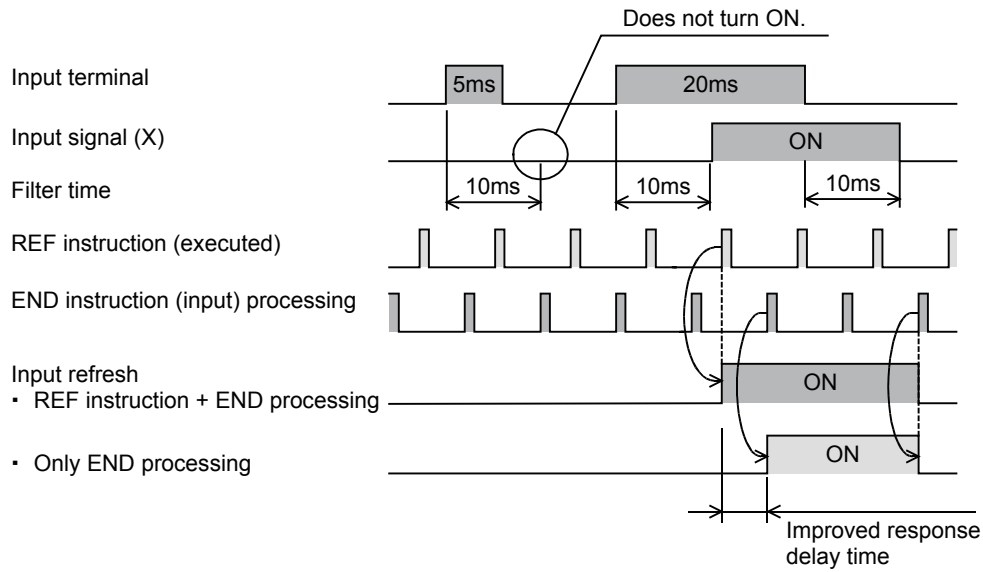 Does not turn ON.
Input terminal
5ms
20ms
Input signal (X)
ON
Filter time
10ms
10ms
10ms
REF instruction (executed)
END instruction (input) processing
Input refresh
・ REF instruction + END processing
ON
・ Only END processing
ON
Improved response
delay time